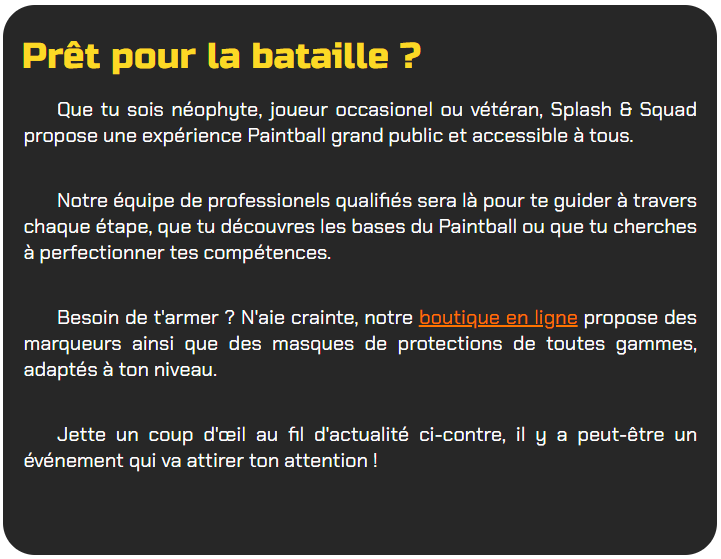 Prêt pour la bataille ?
Que tu sois néophyte, joueur occasionel ou vétéran, Splash & Squad
propose une expérience Paintball grand public et accessible à tous.
Notre équipe de professionels qualifiés sera là pour te guider à travers
chaque étape, que tu découvres les bases du Paintball ou que tu cherches
à perfectionner tes compétences.
Besoin de t'armer ? N'aie crainte, notre boutique en ligne propose des
marqueurs ainsi que des masques de protections de toutes gammes,
adaptés à ton niveau.
Jette un coup d'œil au fil d'actualité ci-contre, il y a peut-être un
événement qui va attirer ton attention !